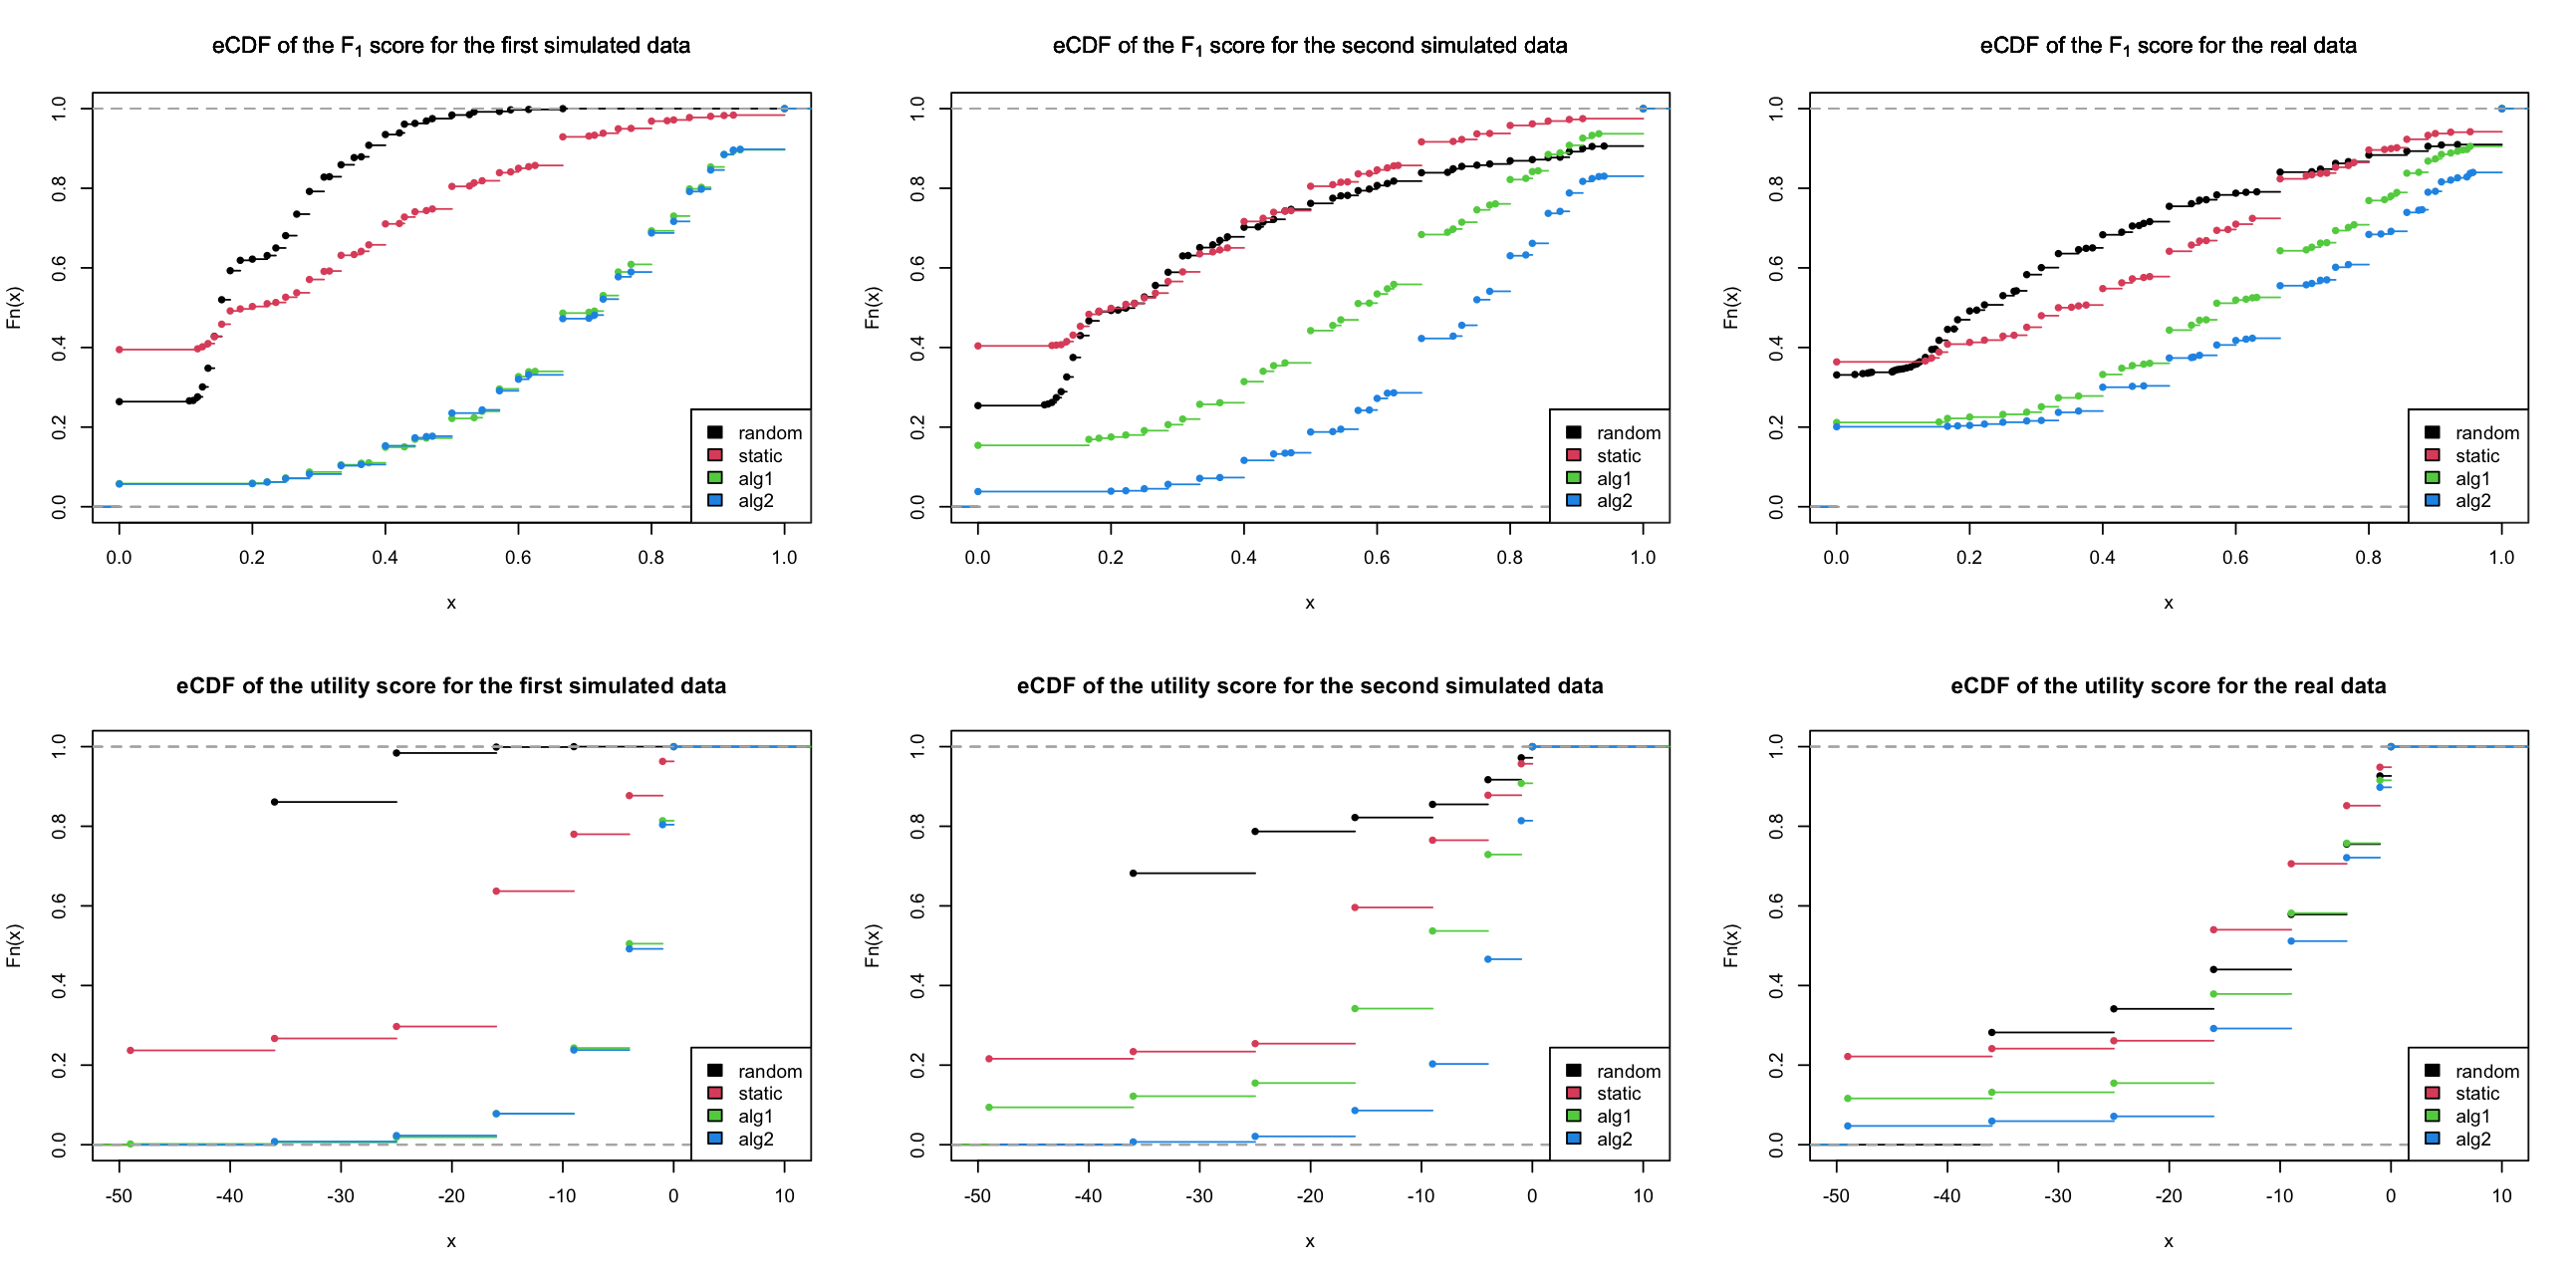 eCDF of the F1 score for the first simulated data
Fn(x)
1.0
0.8
0.6
0.4
0.2
0.0
random
static
alg1
alg2
0.0 0.2 0.4 0.6 0.8 1.0
x
eCDF of the F1 score for the second simulated data
Fn(x)
1.0
0.8
0.6
0.4
0.2
0.0
random
static
alg1
alg2
0.0 0.2 0.4 0.6 0.8 1.0
x
eCDF of the F1 score for the real data
Fn(x)
1.0
0.8
0.6
0.4
0.2
0.0
random
static
alg1
alg2
0.0 0.2 0.4 0.6 0.8 1.0
x
eCDF of the utility score for the first simulated data
Fn(x)
1.0
0.8
0.6
0.4
0.2
0.0
random
static
alg1
alg2
-50 -40 -30 -20 -10 0 10
x
eCDF of the utility score for the second simulated data
Fn(x)
1.0
0.8
0.6
0.4
0.2
0.0
random
static
alg1
alg2
-50 -40 -30 -20 -10 0 10
x
eCDF of the utility score for the real data
Fn(x)
1.0
0.8
0.6
0.4
0.2
0.0
random
static
alg1
alg2
-50 -40 -30 -20 -10 0 10
x